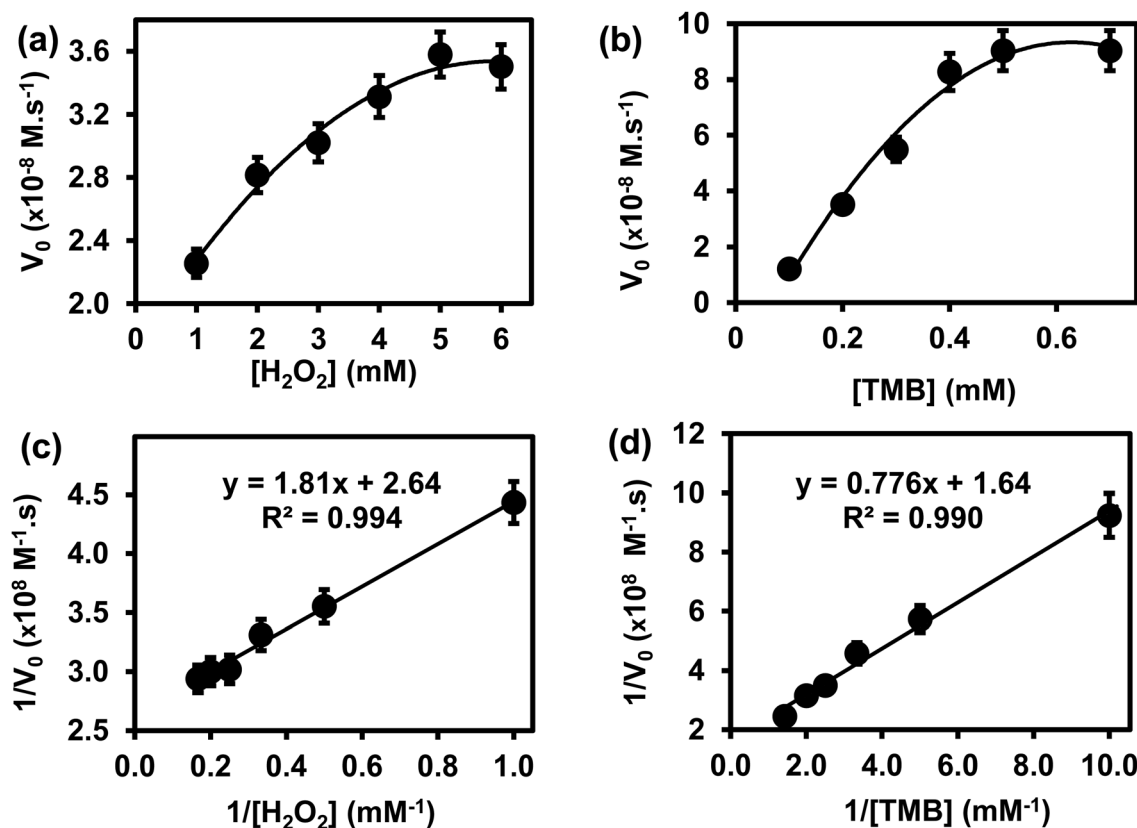 (a)
V₀ (x10⁻⁸ M.s⁻¹)
3.6
3.2
2.8
2.4
2.0
0 1 2 3 4 5 6
[H₂O₂] (mM)
(b)
V₀ (x10⁻⁸ M.s⁻¹)
10
8
6
4
2
0
0 0.2 0.4 0.6
[TMB] (mM)
(c)
1/V₀ (x10⁸ M⁻¹.s)
4.5
4.0
3.5
3.0
2.5
y = 1.81x + 2.64
R² = 0.994
0.0 0.2 0.4 0.6 0.8 1.0
1/[H₂O₂] (mM⁻¹)
(d)
1/V₀ (x10⁸ M⁻¹.s)
12
10
8
6
4
2
y = 0.776x + 1.64
R² = 0.990
0.0 2.0 4.0 6.0 8.0 10.0
1/[TMB] (mM⁻¹)